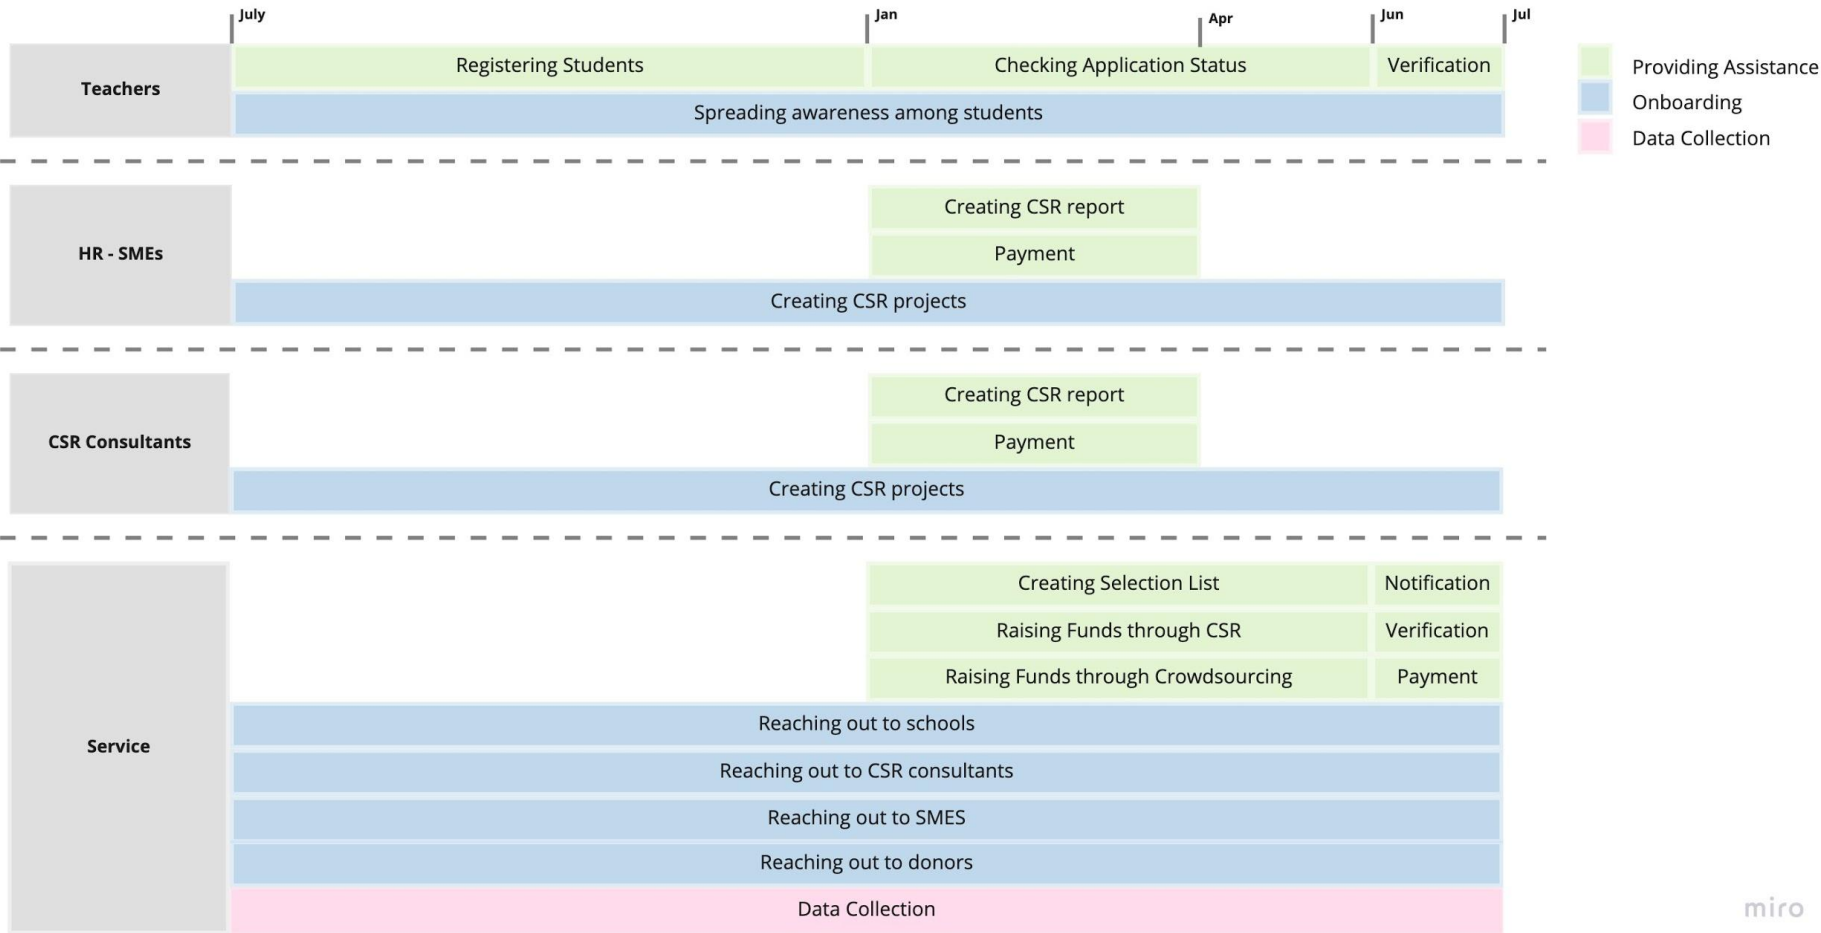 July
Jan
Apr
Jun
Jul
Teachers
Registering Students
Checking Application Status
Verification
Spreading awareness among students
Providing Assistance
Onboarding
Data Collection
HR - SMEs
Creating CSR report
Payment
Creating CSR projects
CSR Consultants
Creating CSR report
Payment
Creating CSR projects
Service
Creating Selection List
Notification
Raising Funds through CSR
Verification
Raising Funds through Crowdsourcing
Payment
Reaching out to schools
Reaching out to CSR consultants
Reaching out to SMES
Reaching out to donors
Data Collection
miro